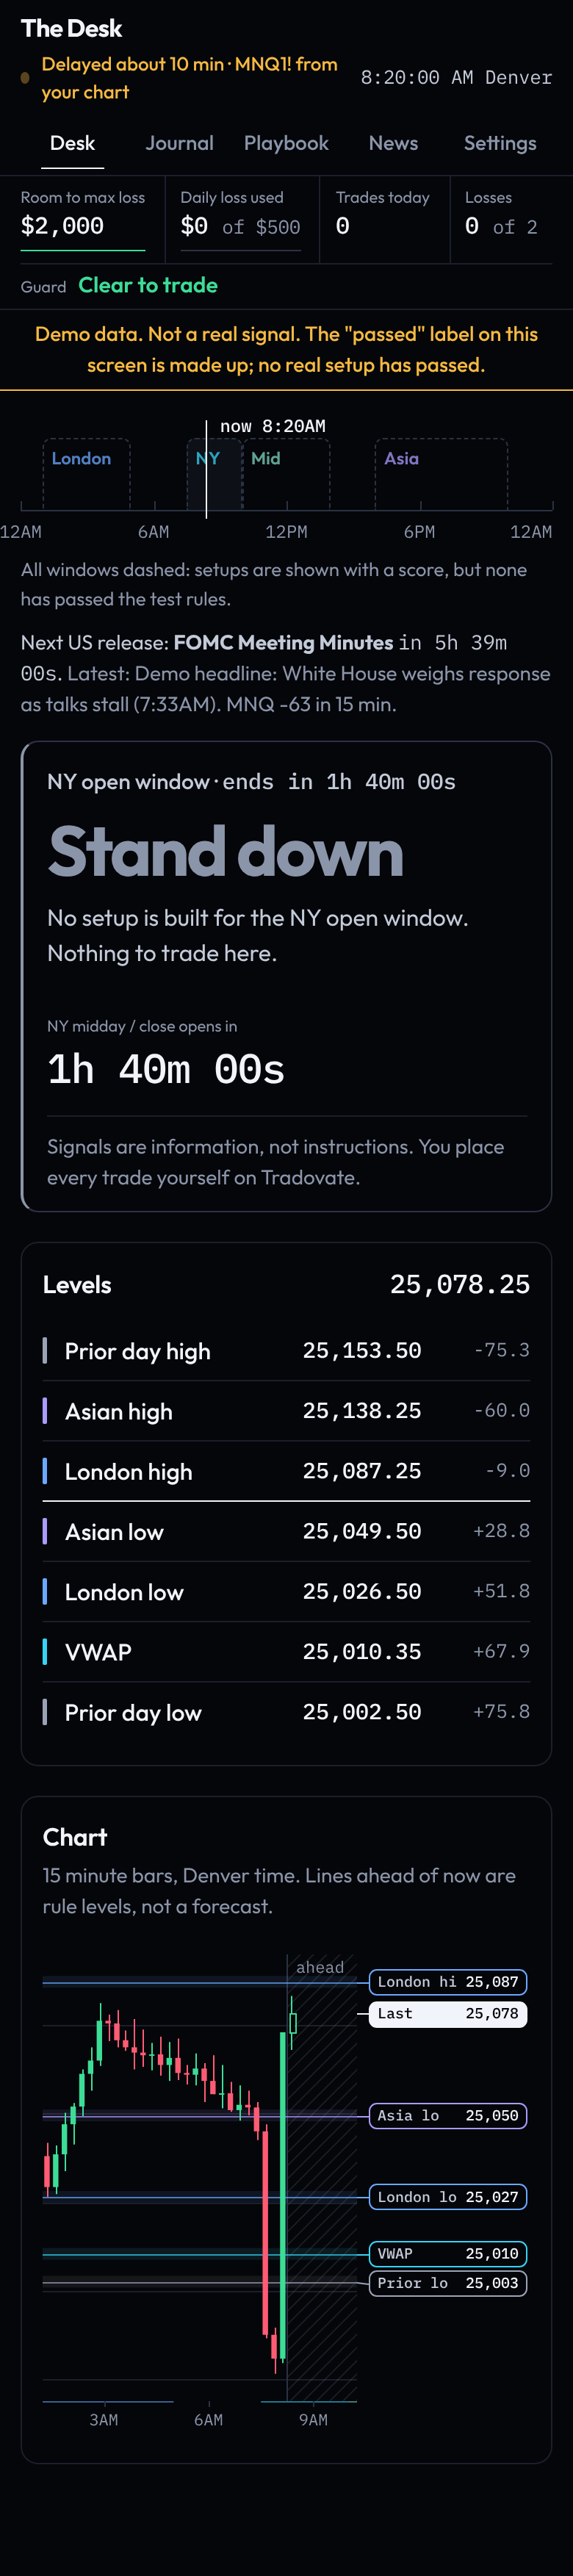 The Desk
Delayed about 10 min · MNQ1! from
your chart
8:20:00 AM Denver
Desk Journal Playbook News Settings
Room to max loss Daily loss used Trades today Losses
$2,000 $0 of $500 0 0 of 2
Guard Clear to trade
Demo data. Not a real signal. The "passed" label on this
screen is made up; no real setup has passed.
now 8:20AM
London NY Mid Asia
12AM 6AM 12PM 6PM 12AM
All windows dashed: setups are shown with a score, but none
has passed the test rules.
Next US release: FOMC Meeting Minutes in 5h 39m
00s. Latest: Demo headline: White House weighs response
as talks stall (7:33AM). MNQ -63 in 15 min.
NY open window · ends in 1h 40m 00s
Stand down
No setup is built for the NY open window.
Nothing to trade here.
NY midday / close opens in
1h 40m 00s
Signals are information, not instructions. You place
every trade yourself on Tradovate.
Levels 25,078.25
Prior day high 25,153.50 -75.3
Asian high 25,138.25 -60.0
London high 25,087.25 -9.0
Asian low 25,049.50 +28.8
London low 25,026.50 +51.8
VWAP 25,010.35 +67.9
Prior day low 25,002.50 +75.8
Chart
15 minute bars, Denver time. Lines ahead of now are
rule levels, not a forecast.
ahead
London hi 25,087
Last 25,078
Asia lo 25,050
London lo 25,027
VWAP 25,010
Prior lo 25,003
3AM 6AM 9AM